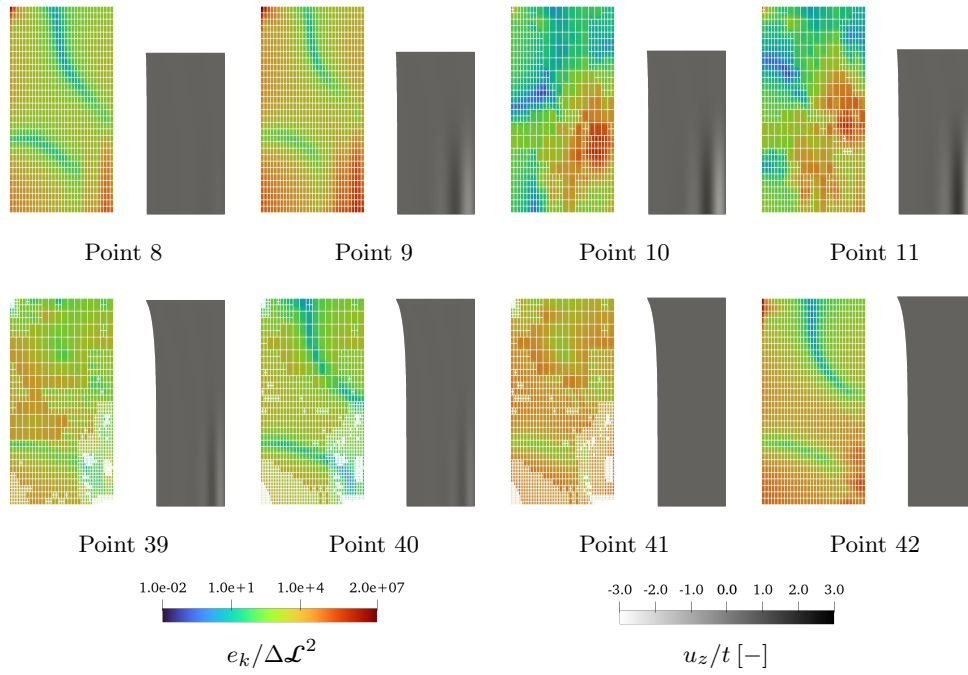 Point 8 Point 9 Point 10 Point 11
Point 39 Point 40 Point 41 Point 42
1.0e-02 1.0e+1 1.0e+4 2.0e+07
-3.0 -2.0 -1.0 0.0 1.0 2.0 3.0
e_k/Δ𝓛^2
u_z/t [−]